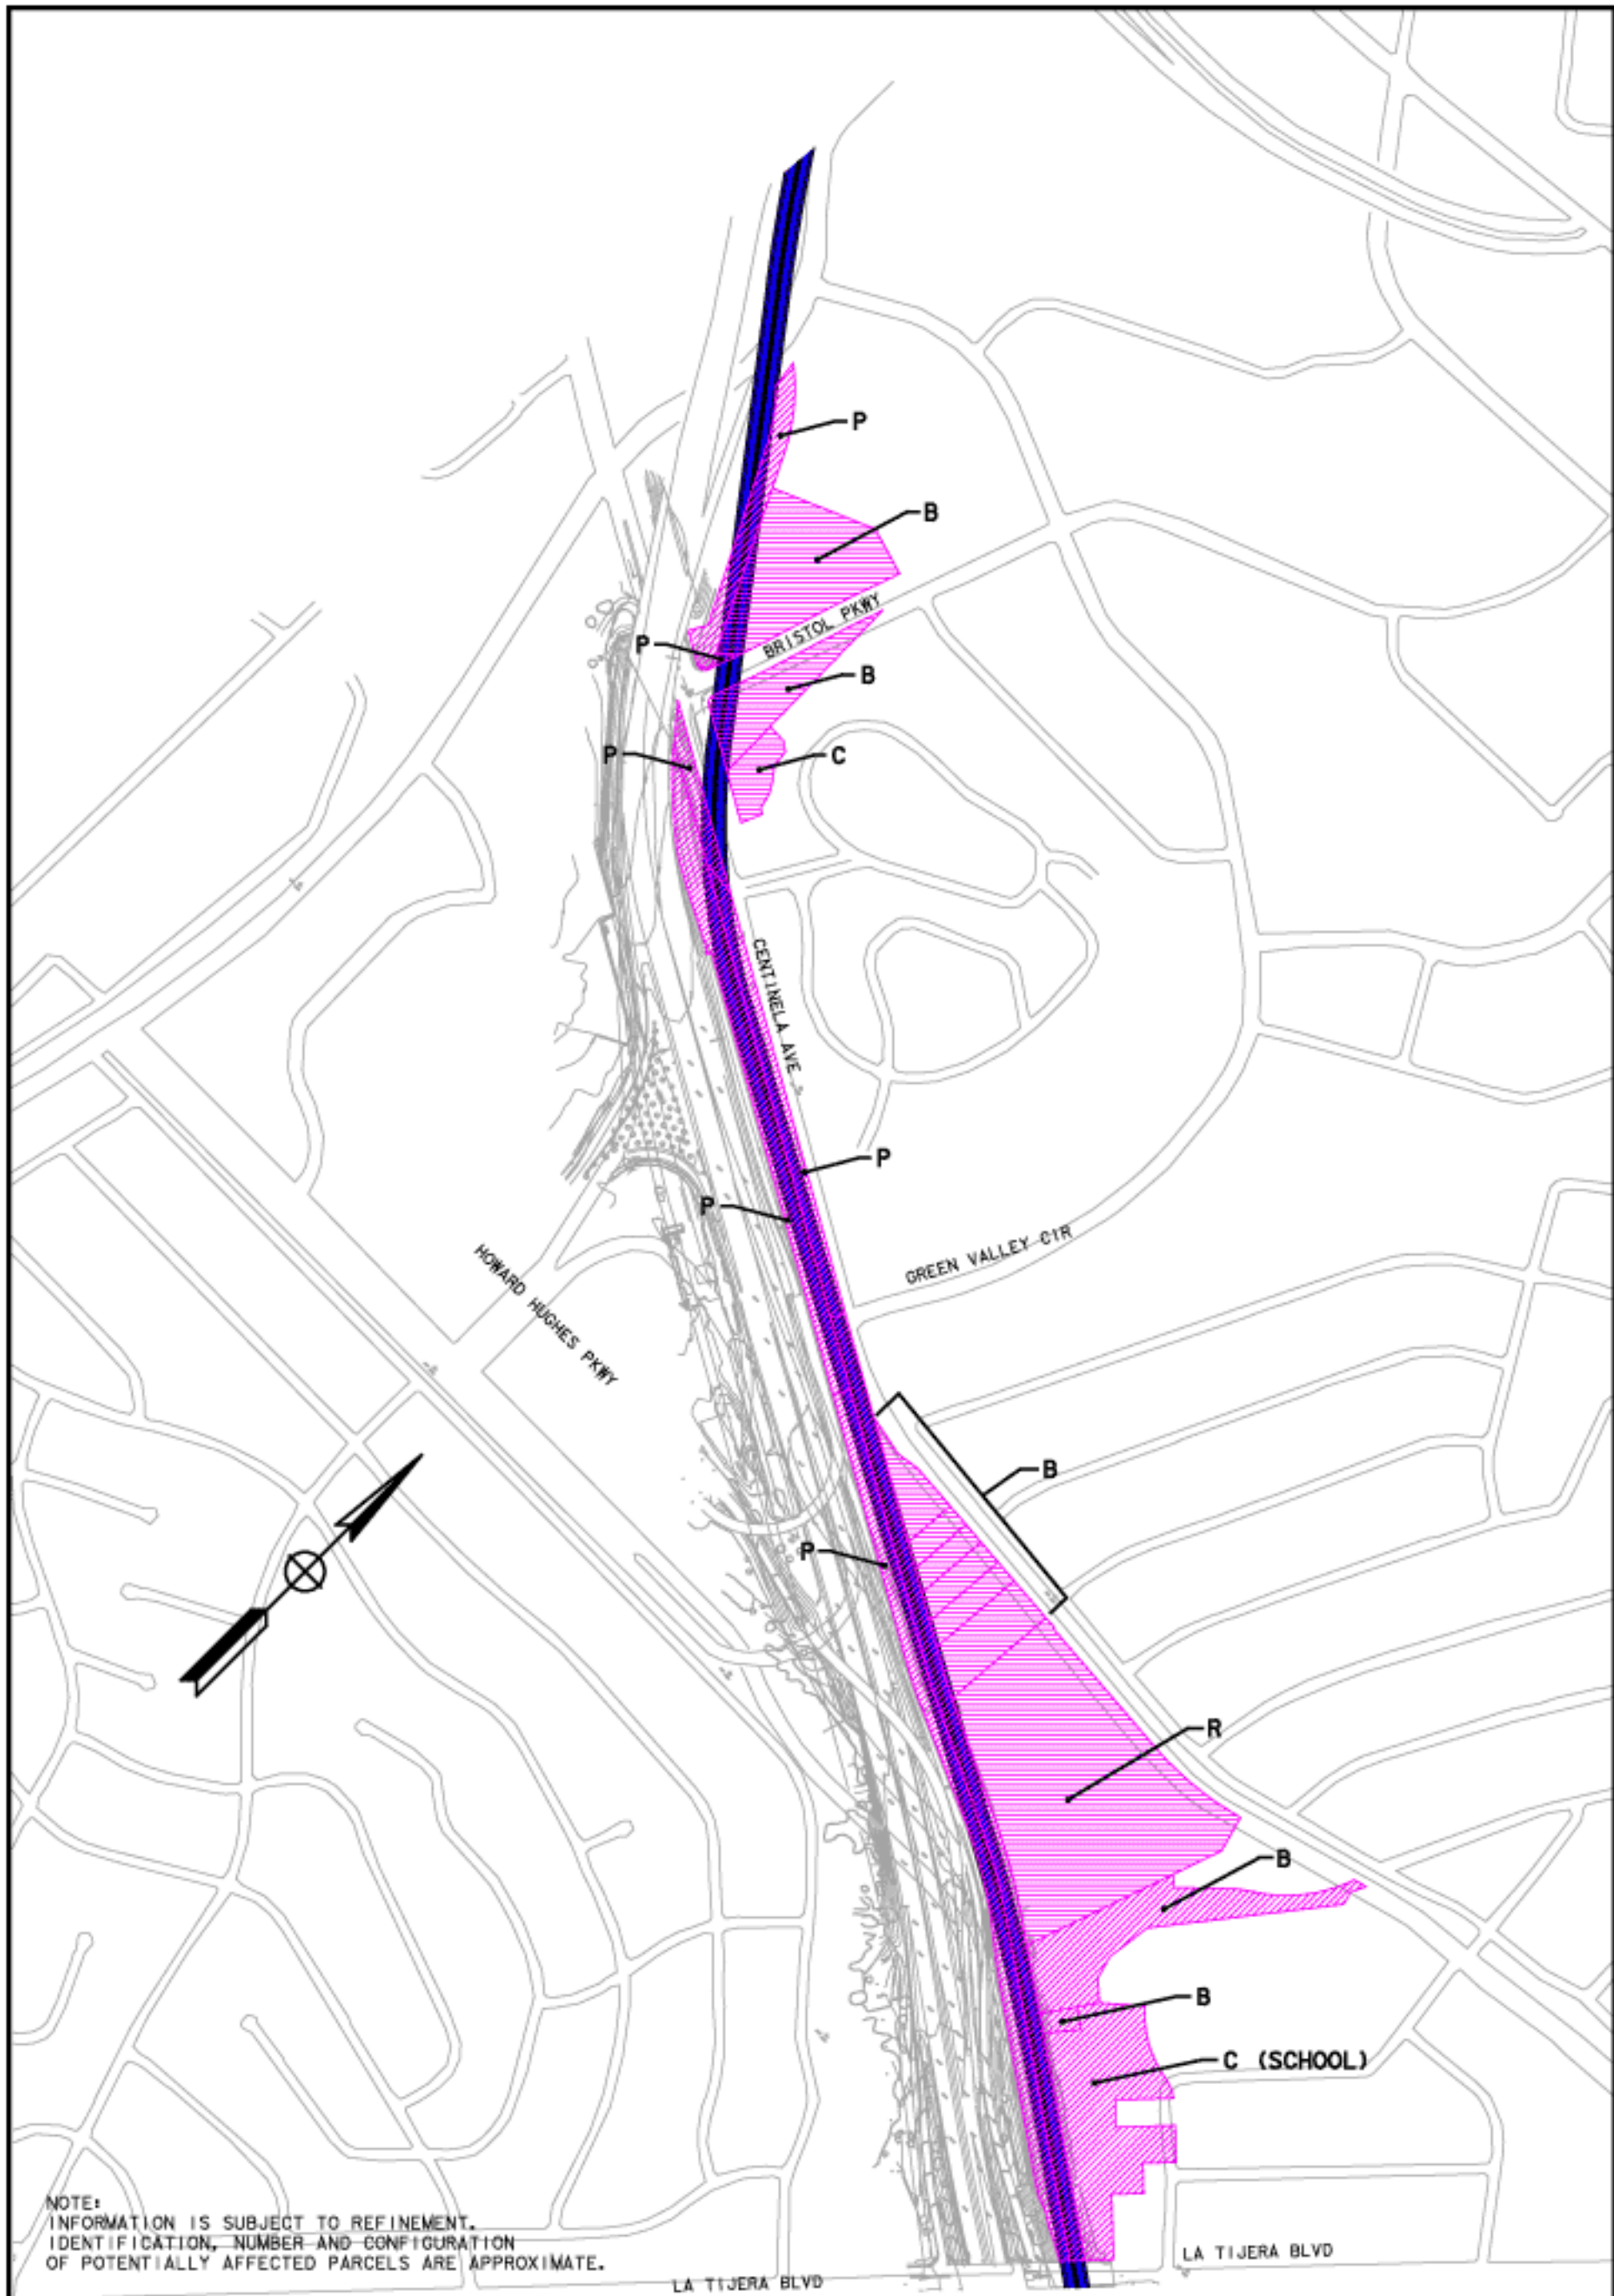 P
B
BRISTOL PKWY
P
B
P
C
CENTINELA AVE
P
P
GREEN VALLEY CIR
HOWARD HUGHES PKWY
B
P
R
B
B
C (SCHOOL)
NOTE:
INFORMATION IS SUBJECT TO REFINEMENT.
IDENTIFICATION, NUMBER AND CONFIGURATION
OF POTENTIALLY AFFECTED PARCELS ARE APPROXIMATE.
LA TIJERA BLVD
LA TIJERA BLVD